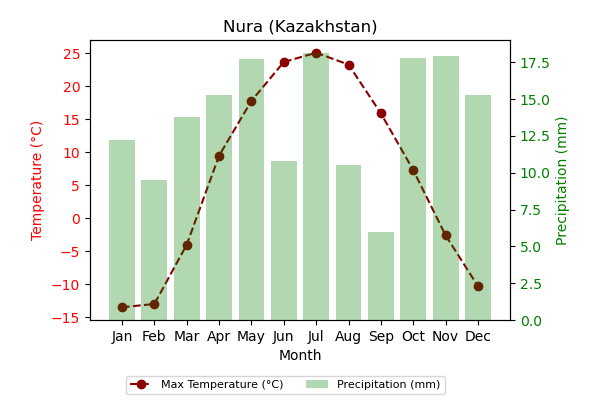 Nura (Kazakhstan)
25
20
15
10
5
0
−5
−10
−15
Temperature (°C)
17.5
15.0
12.5
10.0
7.5
5.0
2.5
0.0
Precipitation (mm)
Jan Feb Mar Apr May Jun Jul Aug Sep Oct Nov Dec
Month
Max Temperature (°C) Precipitation (mm)